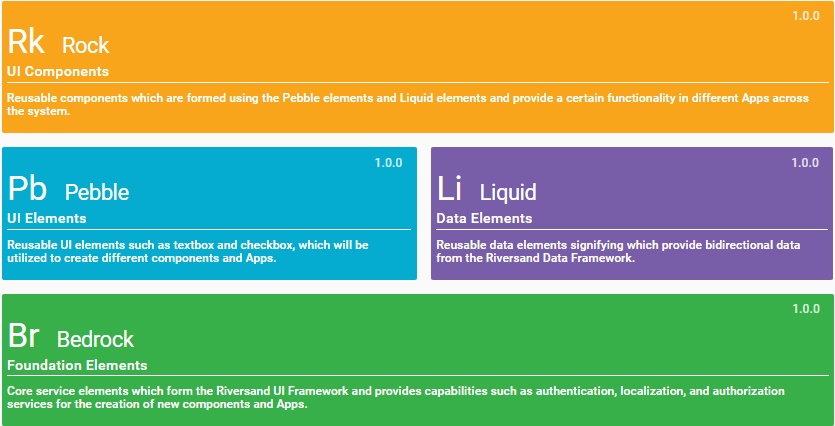 1.0.0
Rk Rock
UI Components
Reusable components which are formed using the Pebble elements and Liquid elements and provide a certain functionality in different Apps across
the system.
1.0.0
Pb Pebble
UI Elements
Reusable UI elements such as textbox and checkbox, which will be
utilized to create different components and Apps.
1.0.0
Li Liquid
Data Elements
Reusable data elements signifying which provide bidirectional data
from the Riversand Data Framework.
1.0.0
Br Bedrock
Foundation Elements
Core service elements which form the Riversand UI Framework and provides capabilities such as authentication, localization, and authorization
services for the creation of new components and Apps.